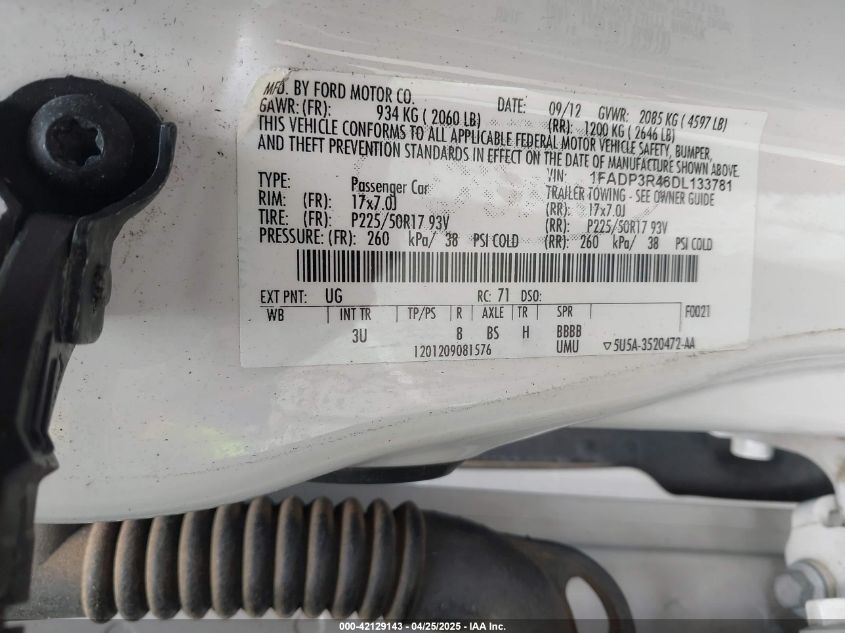 MFD. BY FORD MOTOR CO. DATE: 09/12 GVWR: 2085 KG ( 4597 LB)
GAWR: (FR): 934 KG ( 2060 LB) (RR): 1200 KG ( 2646 LB)
THIS VEHICLE CONFORMS TO ALL APPLICABLE FEDERAL MOTOR VEHICLE SAFETY, BUMPER,
AND THEFT PREVENTION STANDARDS IN EFFECT ON THE DATE OF MANUFACTURE SHOWN ABOVE.
VIN: 1FADP3R46DL133781
TYPE: Passenger Car TRAILER TOWING - SEE OWNER GUIDE
RIM: (FR): 17x7.0J (RR): 17x7.0J
TIRE: (FR): P225/50R17 93V (RR): P225/50R17 93V
PRESSURE: (FR): 260 kPa/ 38 PSI COLD (RR): 260 kPa/ 38 PSI COLD
EXT PNT: UG RC: 71 DSO:
WB INT TR TP/PS R AXLE TR SPR F0021
3U 8 BS H BBBB
1201209081576 UMU ▽5U5A-3520472-AA
000-42129143 - 04/25/2025 - IAA Inc.